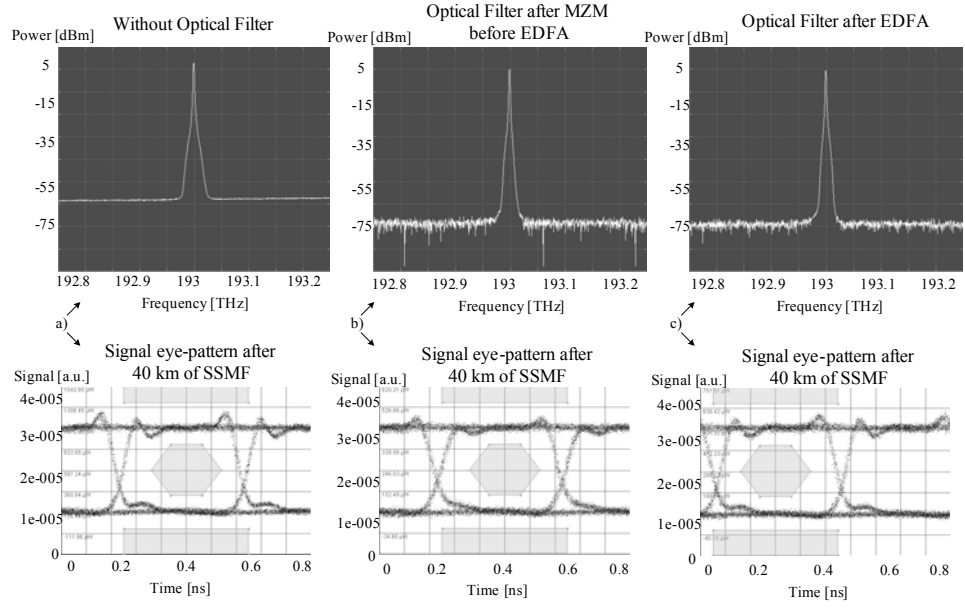 Without Optical Filter
Optical Filter after MZM
before EDFA
Optical Filter after EDFA
Power [dBm]
Power [dBm]
Power [dBm]
5
-15
-35
-55
-75
5
-15
-35
-55
-75
5
-15
-35
-55
-75
192.8 192.9 193 193.1 193.2
192.8 192.9 193 193.1 193.2
192.8 192.9 193 193.1 193.2
Frequency [THz]
Frequency [THz]
Frequency [THz]
a)
b)
c)
Signal eye-pattern after
40 km of SSMF
Signal eye-pattern after
40 km of SSMF
Signal eye-pattern after
40 km of SSMF
Signal [a.u.]
Signal [a.u.]
Signal [a.u.]
4e-005
3e-005
2e-005
1e-005
0
4e-005
3e-005
2e-005
1e-005
0
4e-005
3e-005
2e-005
1e-005
0
0 0.2 0.4 0.6 0.8
0 0.2 0.4 0.6 0.8
0 0.2 0.4 0.6 0.8
Time [ns]
Time [ns]
Time [ns]